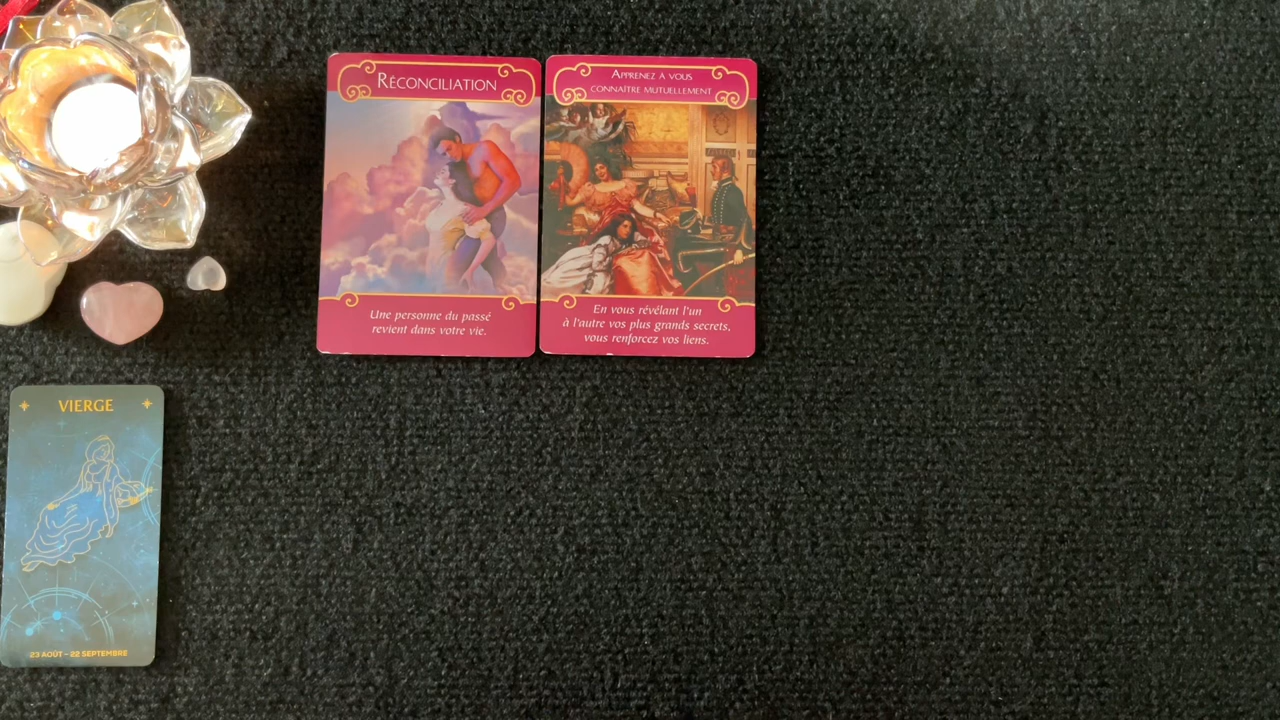 RÉCONCILIATION
Une personne du passé
revient dans votre vie.
APPRENEZ À VOUS
CONNAÎTRE MUTUELLEMENT
En vous révélant l'un
à l'autre vos plus grands secrets,
vous renforcez vos liens.
VIERGE
23 AOÛT – 22 SEPTEMBRE